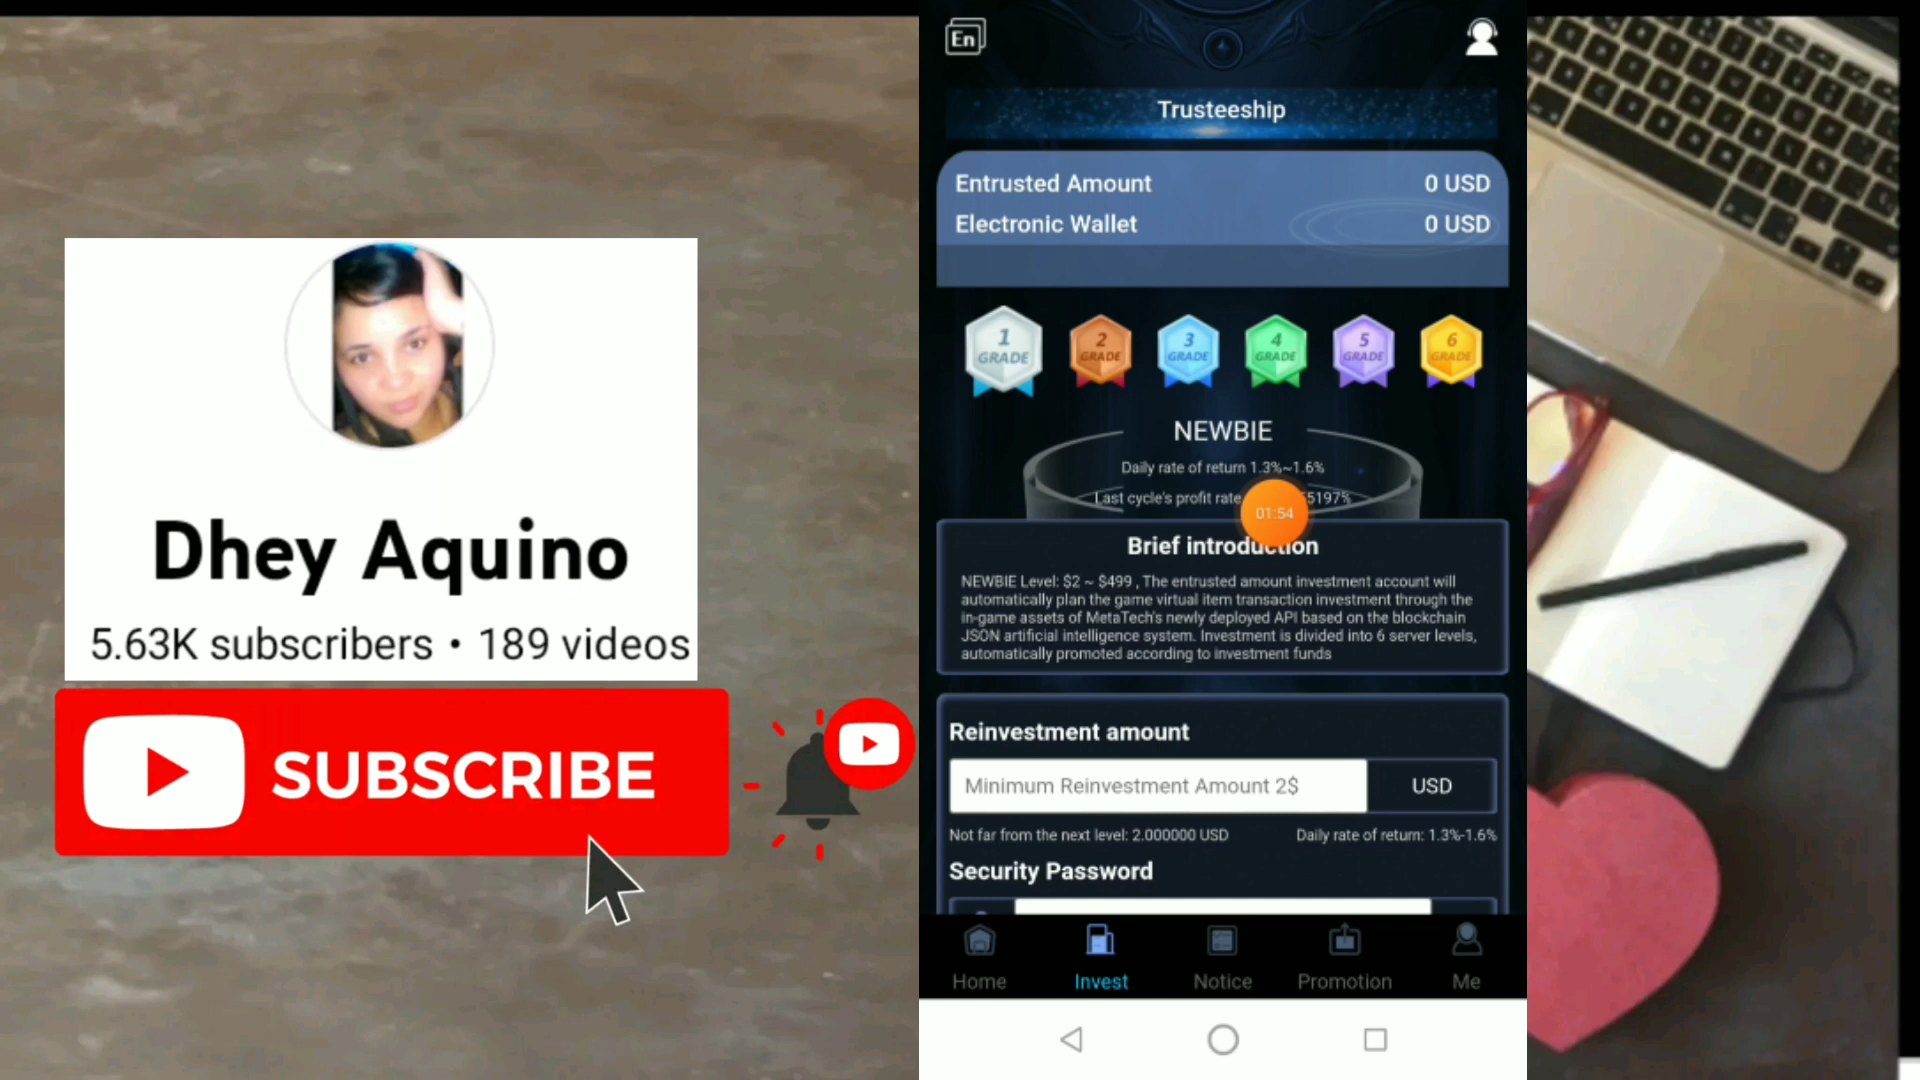 Dhey Aquino
5.63K subscribers • 189 videos
SUBSCRIBE
En
Trusteeship
Entrusted Amount 0 USD
Electronic Wallet 0 USD
1 GRADE
2 GRADE
3 GRADE
4 GRADE
5 GRADE
6 GRADE
NEWBIE
Daily rate of return 1.3%~1.6%
Last cycle's profit rate 5197%
01:54
Brief introduction
NEWBIE Level: $2 ~ $499 , The entrusted amount investment account will
automatically plan the game virtual item transaction investment through the
in-game assets of MetaTech's newly deployed API based on the blockchain
JSON artificial intelligence system. Investment is divided into 6 server levels,
automatically promoted according to investment funds
Reinvestment amount
Minimum Reinvestment Amount 2$ USD
Not far from the next level: 2.000000 USD Daily rate of return: 1.3%-1.6%
Security Password
Home Invest Notice Promotion Me